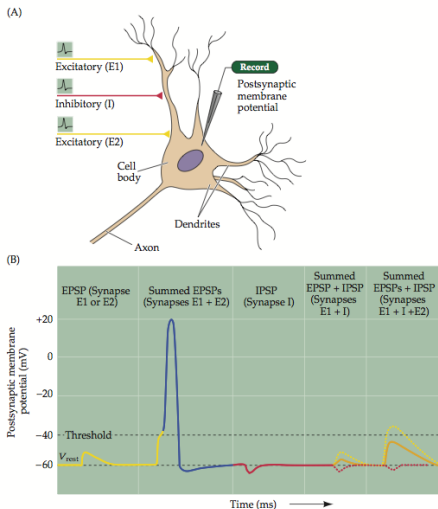 (A)
Excitatory (E1)
Inhibitory (I)
Excitatory (E2)
Record
Postsynaptic
membrane
potential
Cell
body
Dendrites
Axon
(B)
EPSP (Synapse
E1 or E2)
Summed EPSPs
(Synapses E1 + E2)
IPSP
(Synapse I)
Summed
EPSP + IPSP
(Synapses
E1 + I)
Summed
EPSPs + IPSP
(Synapses
E1 + I +E2)
Postsynaptic membrane
potential (mV)
+20
0
−40
−60
Threshold
Vrest
Time (ms)